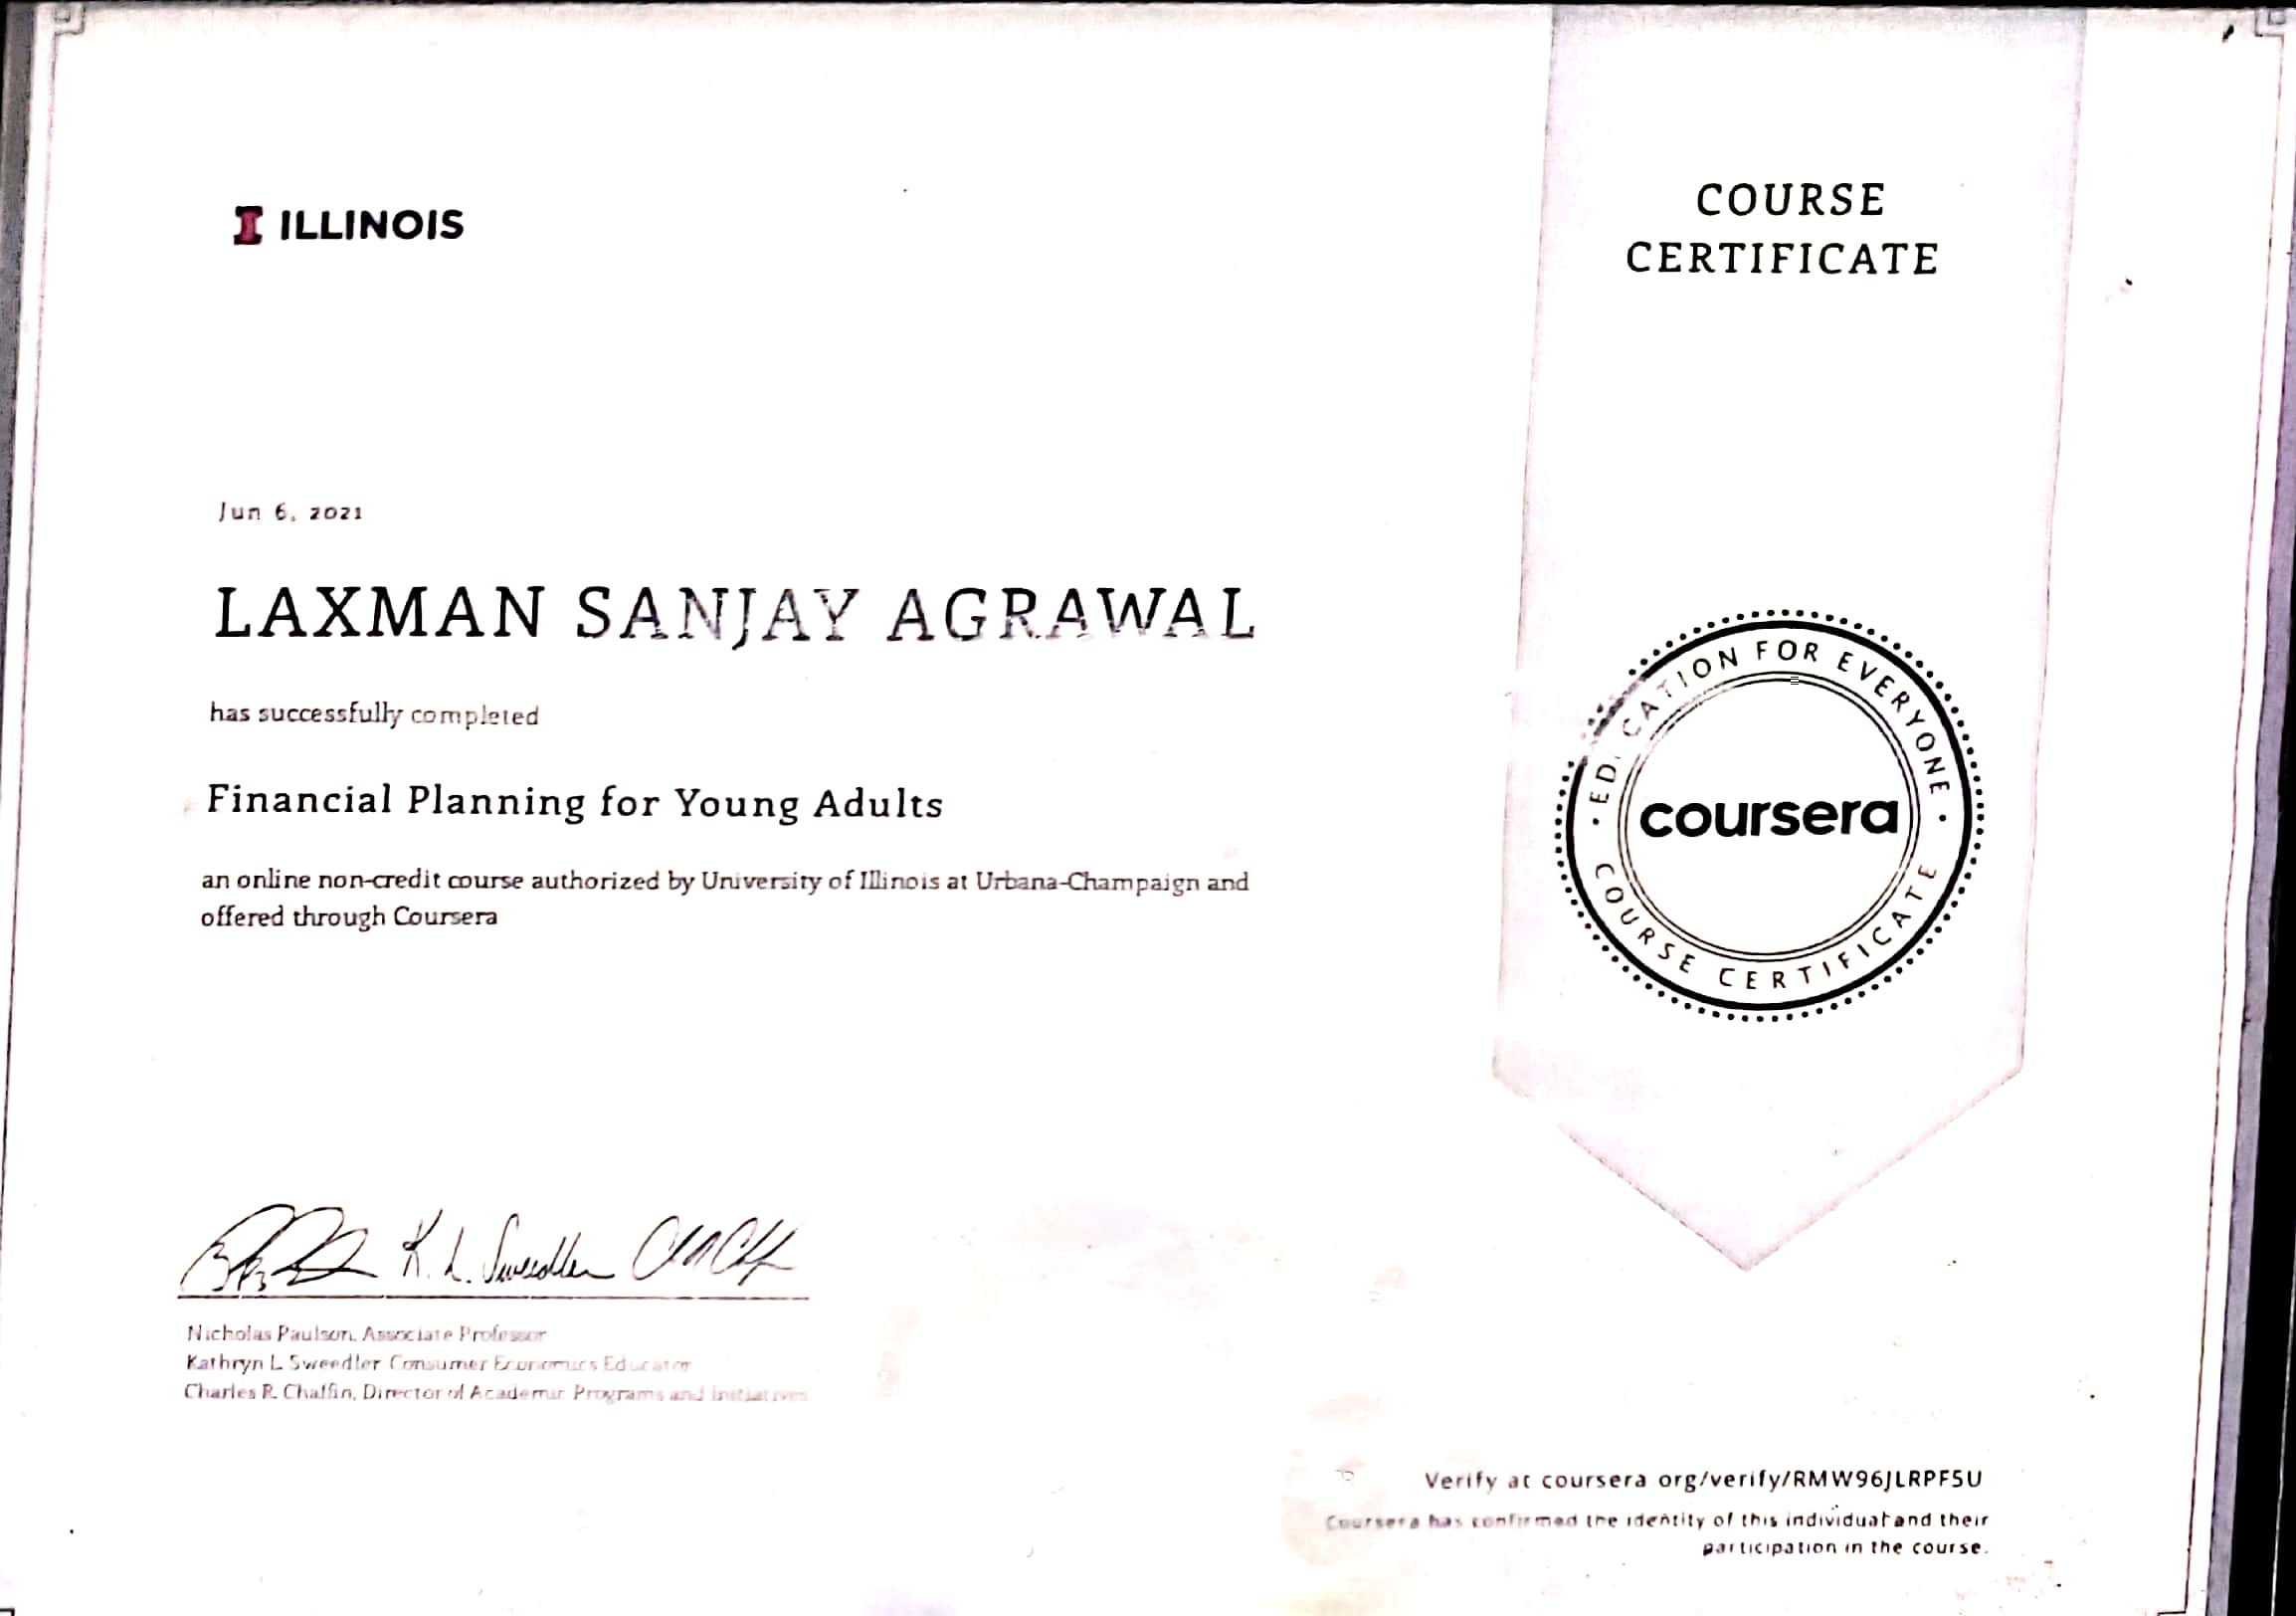 ILLINOIS
COURSE
CERTIFICATE
Jun 6, 2021
LAXMAN SANJAY AGRAWAL
has successfully completed
Financial Planning for Young Adults
an online non-credit course authorized by University of Illinois at Urbana-Champaign and
offered through Coursera
EDUCATION FOR EVERYONE
coursera
COURSE CERTIFICATE
K. L. Sweedler
Nicholas Paulson, Associate Professor
Kathryn L Sweedler Consumer Economics Educator
Charles R. Chaffin, Director of Academic Programs and Initiatives
Verify at coursera org/verify/RMW96JLRPF5U
Coursera has confirmed the identity of this individual and their
participation in the course.